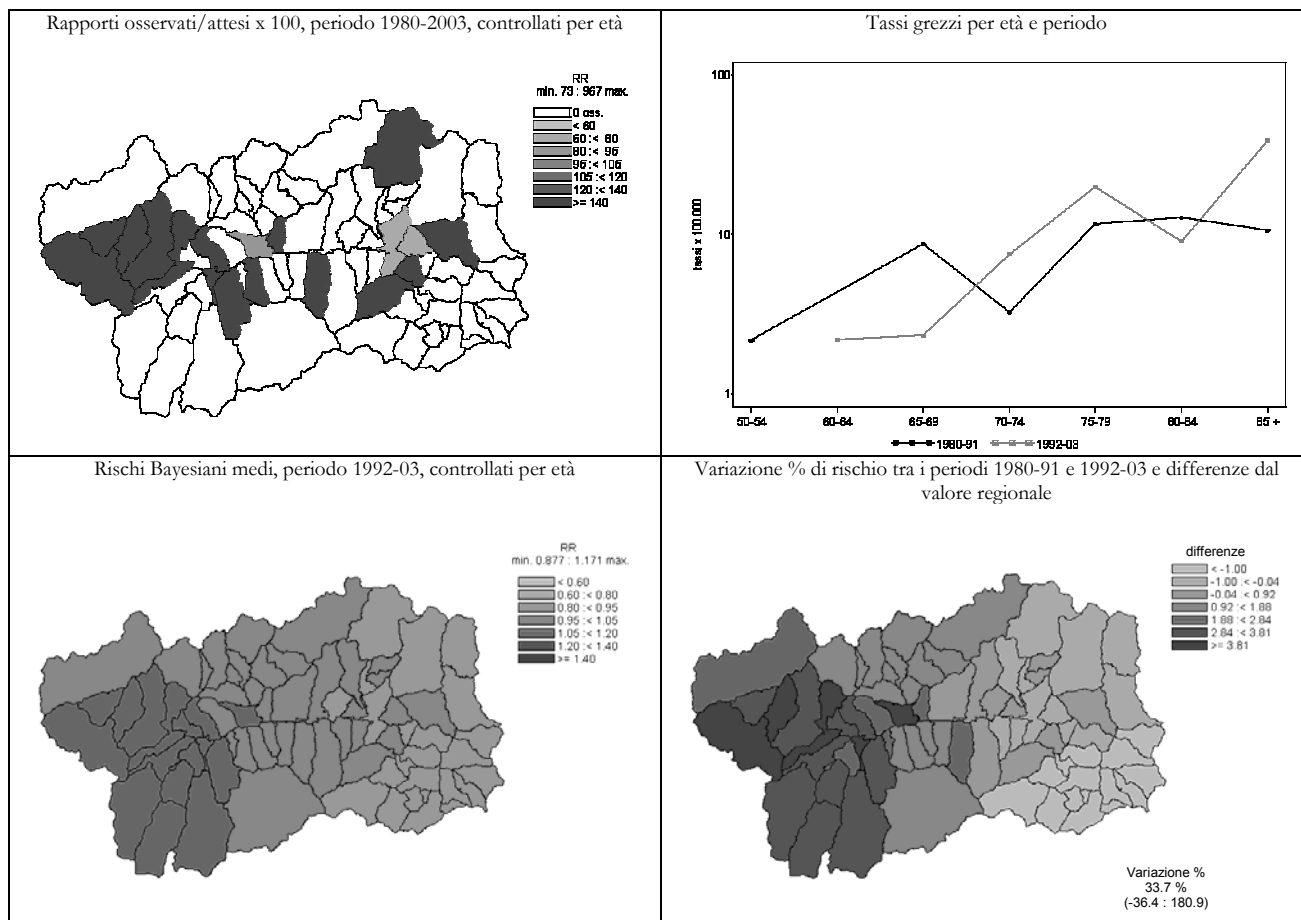 Rapporti osservati/attesi x 100, periodo 1980-2003, controllati per età
RR
min. 73 : 967 max.
0 oss.
< 60
60 :< 80
80 :< 95
95 :< 105
105 :< 120
120 :< 140
>= 140
Tassi grezzi per età e periodo
100
10
1
tassi x 100.000
50-54
60-64
65-69
70-74
75-79
80-84
85 +
1980-91
1992-03
Rischi Bayesiani medi, periodo 1992-03, controllati per età
RR
min. 0.877 : 1.171 max.
< 0.60
0.60 :< 0.80
0.80 :< 0.95
0.95 :< 1.05
1.05 :< 1.20
1.20 :< 1.40
>= 1.40
Variazione % di rischio tra i periodi 1980-91 e 1992-03 e differenze dal
valore regionale
differenze
< -1.00
-1.00 :< -0.04
-0.04 :< 0.92
0.92 :< 1.88
1.88 :< 2.84
2.84 :< 3.81
>= 3.81
Variazione %
33.7 %
(-36.4 : 180.9)